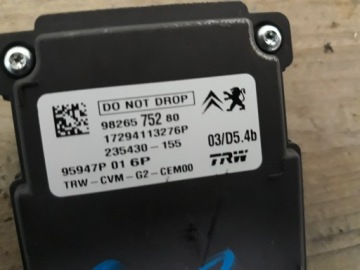 DO NOT DROP
98265 752 80
17294113276P
235430-155
03/D5.4b
95947P 01 6P
TRW
TRW-CVM-G2-CEM00